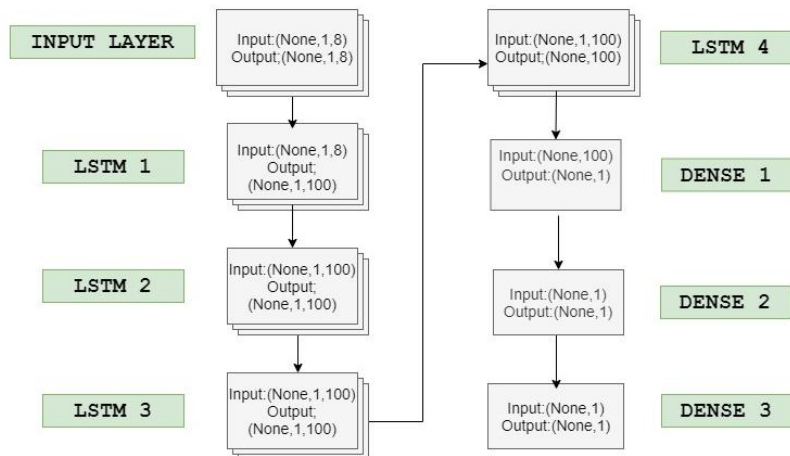 INPUT LAYER
Input:(None,1,8)
Output;(None,1,8)
LSTM 1
Input:(None,1,8)
Output;
(None,1,100)
LSTM 2
Input:(None,1,100)
Output;
(None,1,100)
LSTM 3
Input:(None,1,100)
Output;
(None,1,100)
Input:(None,1,100)
Output;(None,100)
LSTM 4
Input:(None,100)
Output:(None,1)
DENSE 1
Input:(None,1)
Output:(None,1)
DENSE 2
Input:(None,1)
Output:(None,1)
DENSE 3